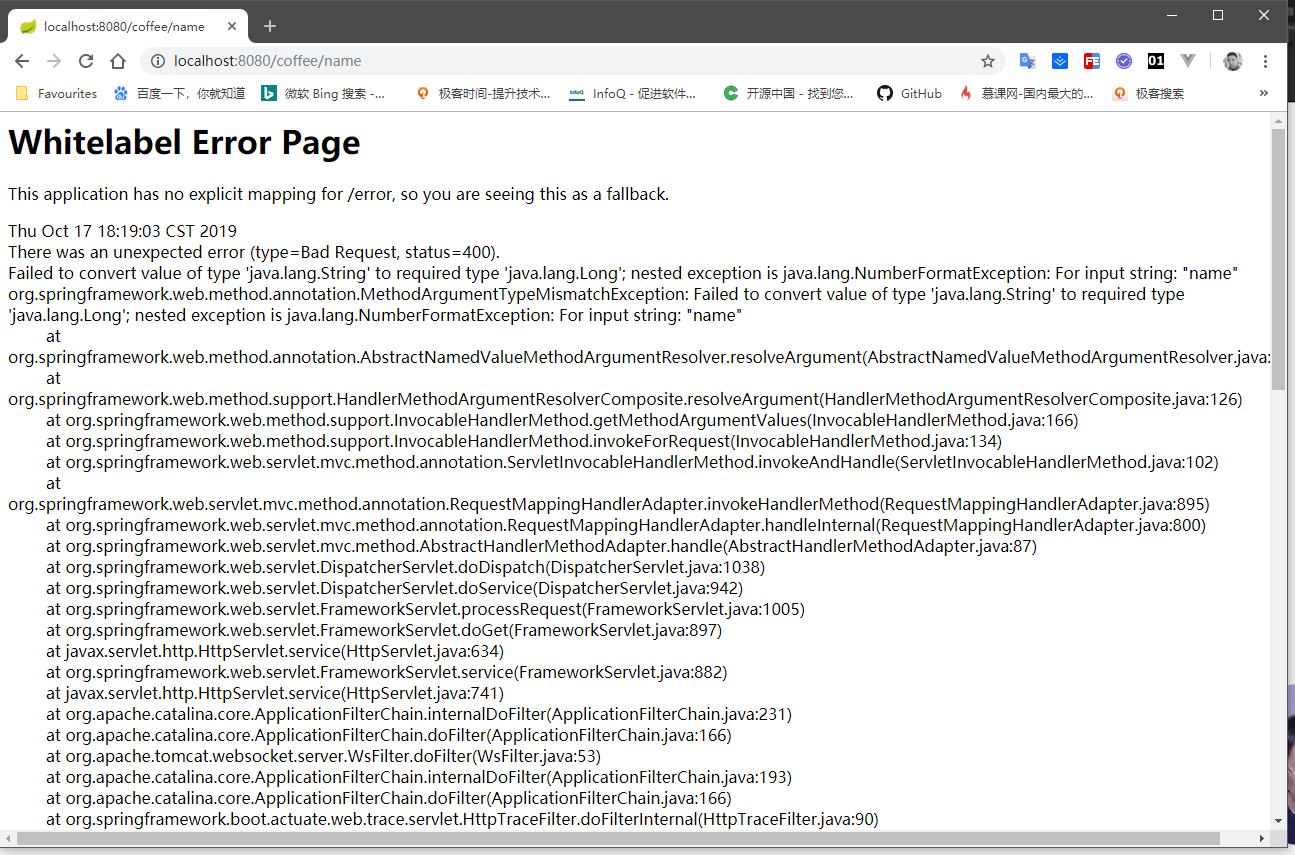 localhost:8080/coffee/name
localhost:8080/coffee/name
Favourites 百度一下，你就知道 微软 Bing 搜索 -... 极客时间-提升技术... InfoQ - 促进软件... 开源中国 - 找到您... GitHub 慕课网-国内最大的... 极客搜索 »
Whitelabel Error Page
This application has no explicit mapping for /error, so you are seeing this as a fallback.
Thu Oct 17 18:19:03 CST 2019
There was an unexpected error (type=Bad Request, status=400).
Failed to convert value of type 'java.lang.String' to required type 'java.lang.Long'; nested exception is java.lang.NumberFormatException: For input string: "name"
org.springframework.web.method.annotation.MethodArgumentTypeMismatchException: Failed to convert value of type 'java.lang.String' to required type
'java.lang.Long'; nested exception is java.lang.NumberFormatException: For input string: "name"
at
org.springframework.web.method.annotation.AbstractNamedValueMethodArgumentResolver.resolveArgument(AbstractNamedValueMethodArgumentResolver.java:
at
org.springframework.web.method.support.HandlerMethodArgumentResolverComposite.resolveArgument(HandlerMethodArgumentResolverComposite.java:126)
at org.springframework.web.method.support.InvocableHandlerMethod.getMethodArgumentValues(InvocableHandlerMethod.java:166)
at org.springframework.web.method.support.InvocableHandlerMethod.invokeForRequest(InvocableHandlerMethod.java:134)
at org.springframework.web.servlet.mvc.method.annotation.ServletInvocableHandlerMethod.invokeAndHandle(ServletInvocableHandlerMethod.java:102)
at
org.springframework.web.servlet.mvc.method.annotation.RequestMappingHandlerAdapter.invokeHandlerMethod(RequestMappingHandlerAdapter.java:895)
at org.springframework.web.servlet.mvc.method.annotation.RequestMappingHandlerAdapter.handleInternal(RequestMappingHandlerAdapter.java:800)
at org.springframework.web.servlet.mvc.method.AbstractHandlerMethodAdapter.handle(AbstractHandlerMethodAdapter.java:87)
at org.springframework.web.servlet.DispatcherServlet.doDispatch(DispatcherServlet.java:1038)
at org.springframework.web.servlet.DispatcherServlet.doService(DispatcherServlet.java:942)
at org.springframework.web.servlet.FrameworkServlet.processRequest(FrameworkServlet.java:1005)
at org.springframework.web.servlet.FrameworkServlet.doGet(FrameworkServlet.java:897)
at javax.servlet.http.HttpServlet.service(HttpServlet.java:634)
at org.springframework.web.servlet.FrameworkServlet.service(FrameworkServlet.java:882)
at javax.servlet.http.HttpServlet.service(HttpServlet.java:741)
at org.apache.catalina.core.ApplicationFilterChain.internalDoFilter(ApplicationFilterChain.java:231)
at org.apache.catalina.core.ApplicationFilterChain.doFilter(ApplicationFilterChain.java:166)
at org.apache.tomcat.websocket.server.WsFilter.doFilter(WsFilter.java:53)
at org.apache.catalina.core.ApplicationFilterChain.internalDoFilter(ApplicationFilterChain.java:193)
at org.apache.catalina.core.ApplicationFilterChain.doFilter(ApplicationFilterChain.java:166)
at org.springframework.boot.actuate.web.trace.servlet.HttpTraceFilter.doFilterInternal(HttpTraceFilter.java:90)